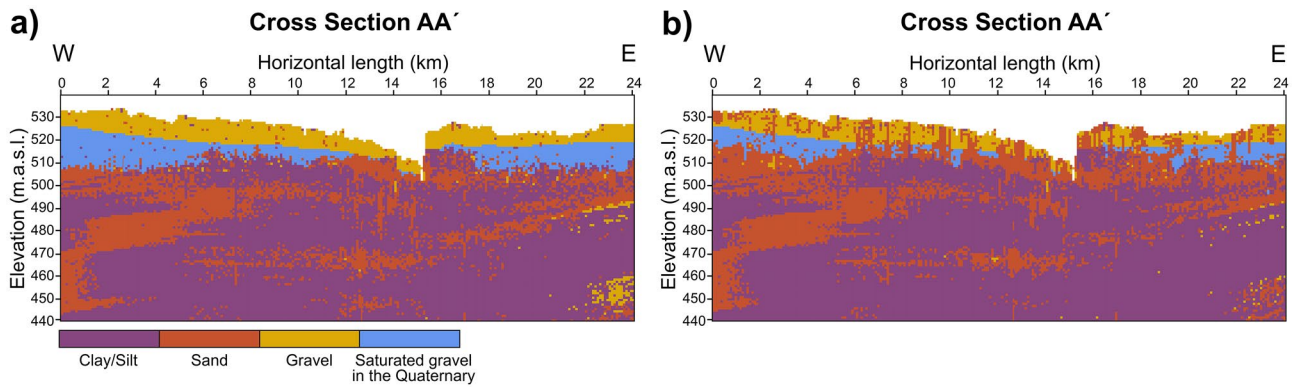 a)
Cross Section AA´
W
Horizontal length (km)
E
0 2 4 6 8 10 12 14 16 18 20 22 24
Elevation (m.a.s.l.)
530
520
510
500
490
480
470
460
450
440
Clay/Silt
Sand
Gravel
Saturated gravel
in the Quaternary
b)
Cross Section AA´
W
Horizontal length (km)
E
0 2 4 6 8 10 12 14 16 18 20 22 24
Elevation (m.a.s.l.)
530
520
510
500
490
480
470
460
450
440